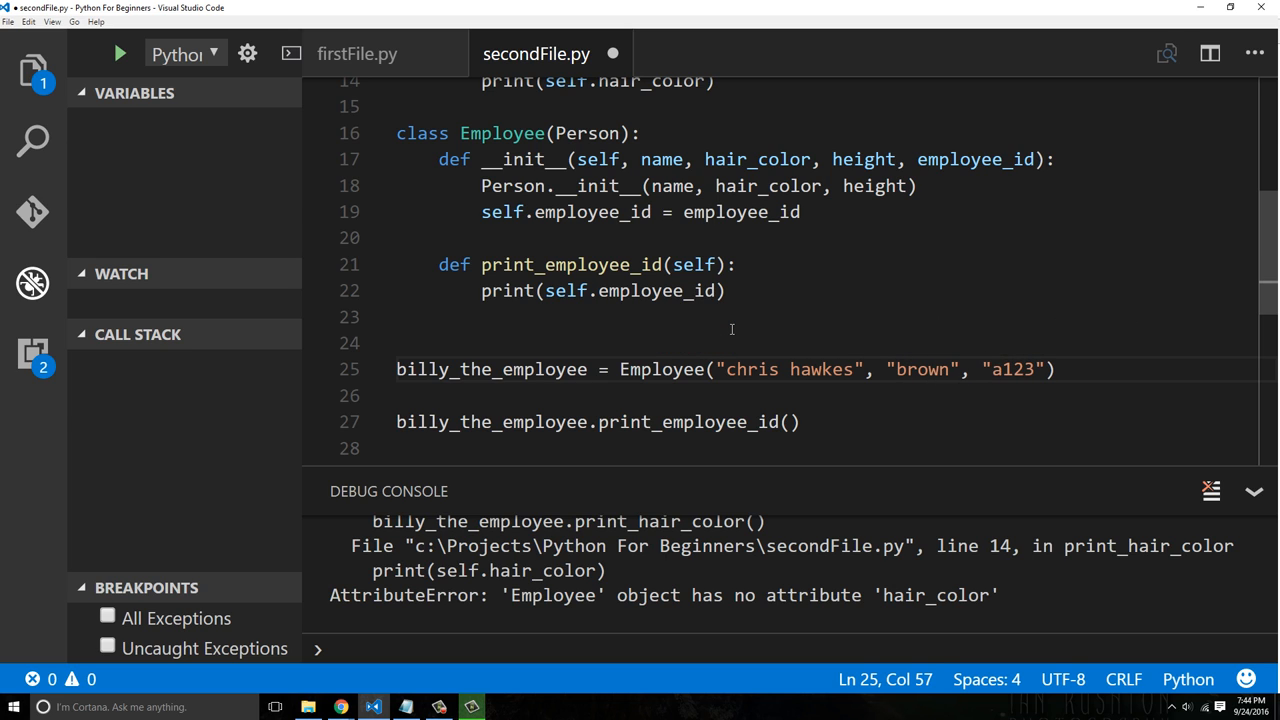 ● secondFile.py - Python For Beginners - Visual Studio Code
File Edit View Go Help
Pythor
firstFile.py
secondFile.py
VARIABLES
WATCH
CALL STACK
BREAKPOINTS
All Exceptions
Uncaught Exceptions
1
2
14 print(self.hair_color)
15
16 class Employee(Person):
17 def __init__(self, name, hair_color, height, employee_id):
18 Person.__init__(name, hair_color, height)
19 self.employee_id = employee_id
20
21 def print_employee_id(self):
22 print(self.employee_id)
23
24
25 billy_the_employee = Employee("chris hawkes", "brown", "a123")
26
27 billy_the_employee.print_employee_id()
28
DEBUG CONSOLE
billy_the_employee.print_hair_color()
File "c:\Projects\Python For Beginners\secondFile.py", line 14, in print_hair_color
print(self.hair_color)
AttributeError: 'Employee' object has no attribute 'hair_color'
0 0 Ln 25, Col 57 Spaces: 4 UTF-8 CRLF Python
I'm Cortana. Ask me anything.
7:44 PM
9/24/2016